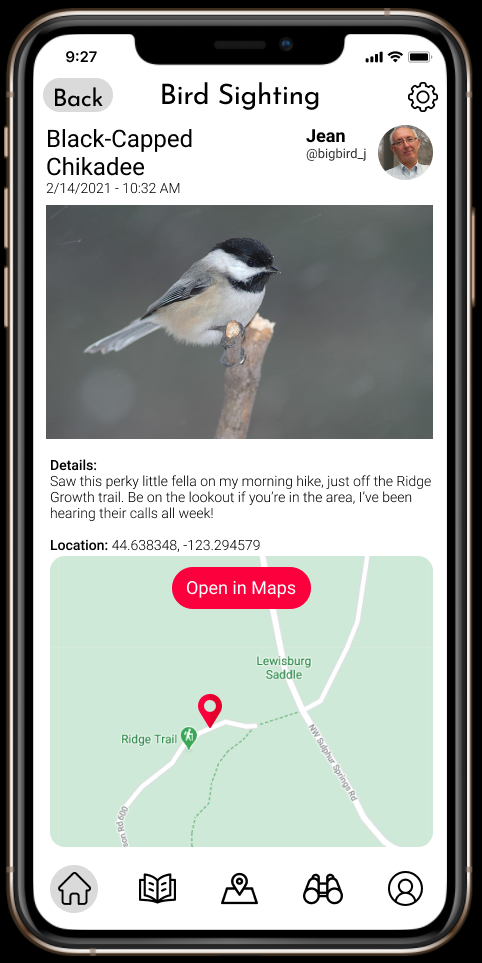 9:27
Back
Bird Sighting
Black-Capped
Chikadee
2/14/2021 - 10:32 AM
Jean
@bigbird_j
Details:
Saw this perky little fella on my morning hike, just off the Ridge
Growth trail. Be on the lookout if you're in the area, I've been
hearing their calls all week!
Location: 44.638348, -123.294579
Open in Maps
Lewisburg
Saddle
Ridge Trail
NW Sulphur Springs Rd
son Rd 600